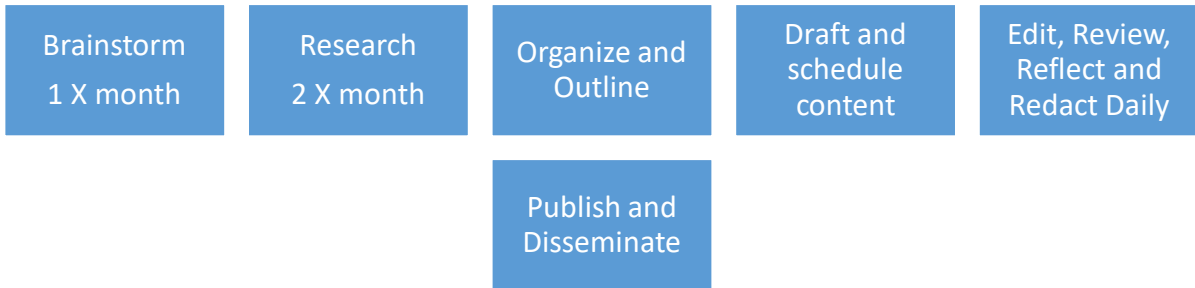 Brainstorm
1 X month
Research
2 X month
Organize and
Outline
Draft and
schedule
content
Edit, Review,
Reflect and
Redact Daily
Publish and
Disseminate